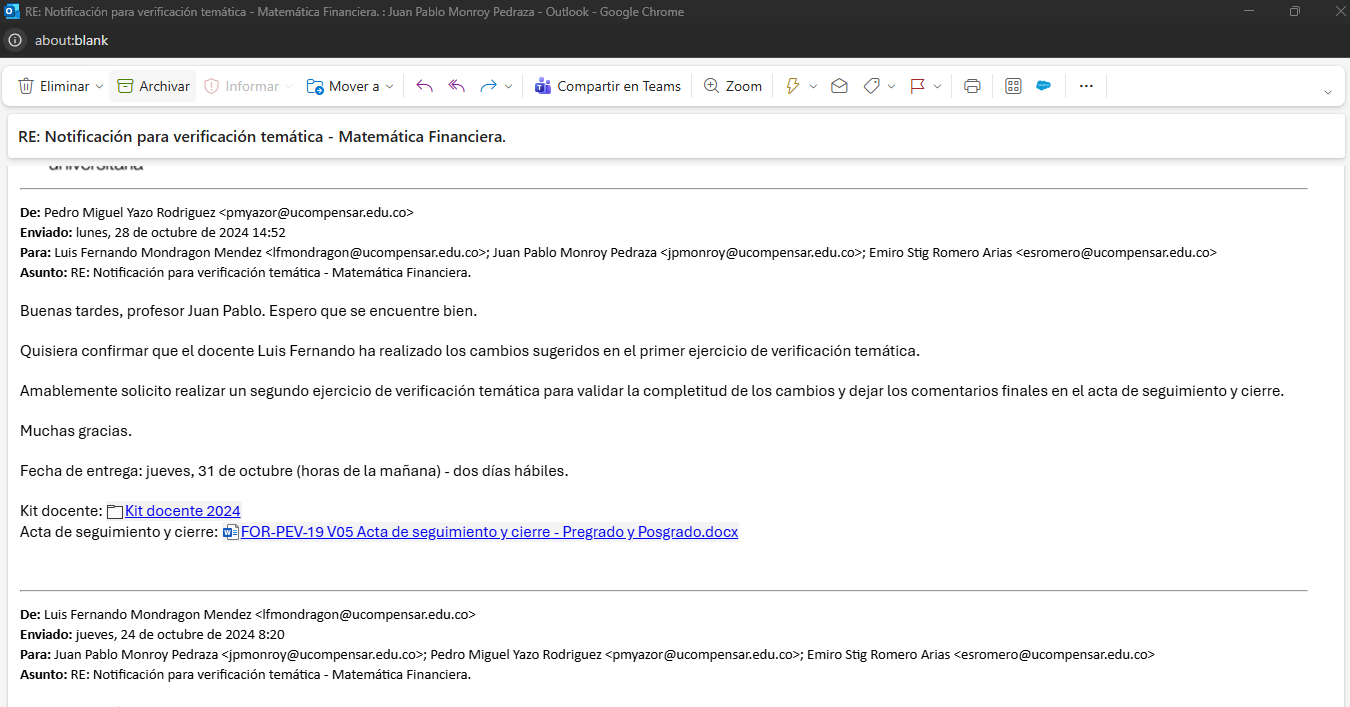 RE: Notificación para verificación temática - Matemática Financiera. : Juan Pablo Monroy Pedraza - Outlook - Google Chrome
about:blank
Eliminar Archivar Informar Mover a Compartir en Teams Zoom
RE: Notificación para verificación temática - Matemática Financiera.
universitaria
De: Pedro Miguel Yazo Rodriguez <pmyazor@ucompensar.edu.co>
Enviado: lunes, 28 de octubre de 2024 14:52
Para: Luis Fernando Mondragon Mendez <lfmondragon@ucompensar.edu.co>; Juan Pablo Monroy Pedraza <jpmonroy@ucompensar.edu.co>; Emiro Stig Romero Arias <esromero@ucompensar.edu.co>
Asunto: RE: Notificación para verificación temática - Matemática Financiera.
Buenas tardes, profesor Juan Pablo. Espero que se encuentre bien.
Quisiera confirmar que el docente Luis Fernando ha realizado los cambios sugeridos en el primer ejercicio de verificación temática.
Amablemente solicito realizar un segundo ejercicio de verificación temática para validar la completitud de los cambios y dejar los comentarios finales en el acta de seguimiento y cierre.
Muchas gracias.
Fecha de entrega: jueves, 31 de octubre (horas de la mañana) - dos días hábiles.
Kit docente: Kit docente 2024
Acta de seguimiento y cierre: FOR-PEV-19 V05 Acta de seguimiento y cierre - Pregrado y Posgrado.docx
De: Luis Fernando Mondragon Mendez <lfmondragon@ucompensar.edu.co>
Enviado: jueves, 24 de octubre de 2024 8:20
Para: Juan Pablo Monroy Pedraza <jpmonroy@ucompensar.edu.co>; Pedro Miguel Yazo Rodriguez <pmyazor@ucompensar.edu.co>; Emiro Stig Romero Arias <esromero@ucompensar.edu.co>
Asunto: RE: Notificación para verificación temática - Matemática Financiera.